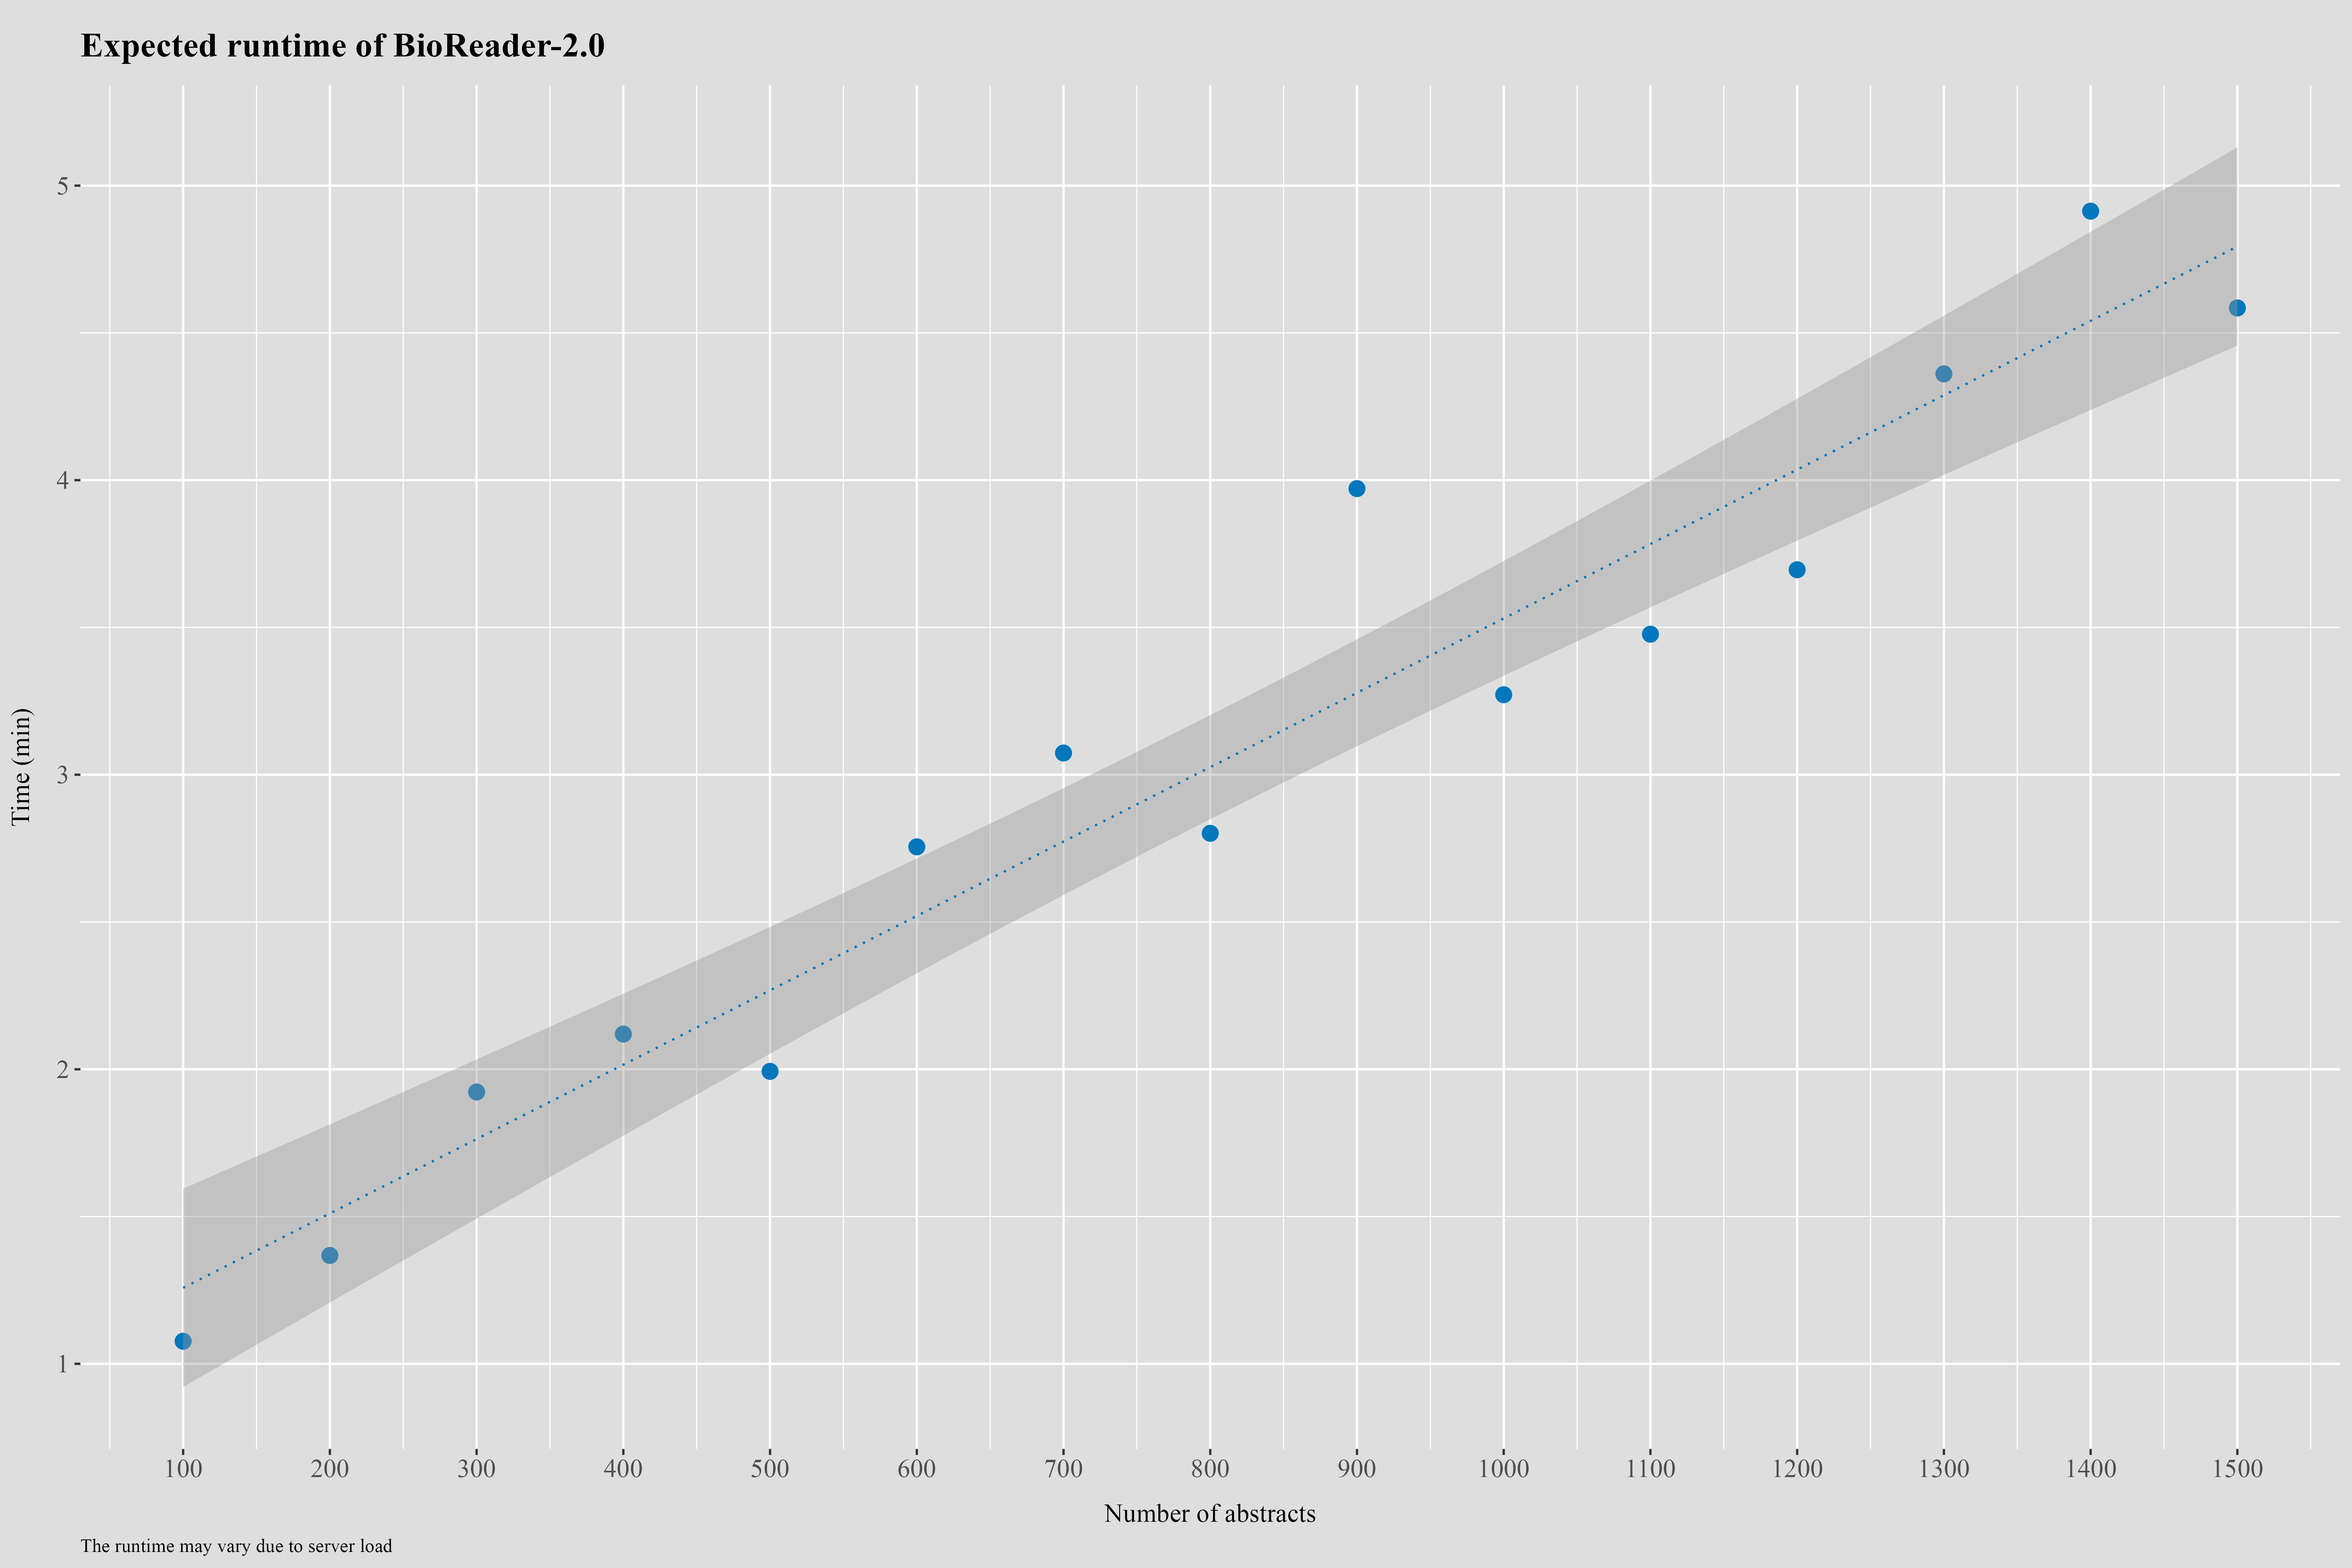 Expected runtime of BioReader-2.0
5
4
3
2
1
Time (min)
100 200 300 400 500 600 700 800 900 1000 1100 1200 1300 1400 1500
Number of abstracts
The runtime may vary due to server load